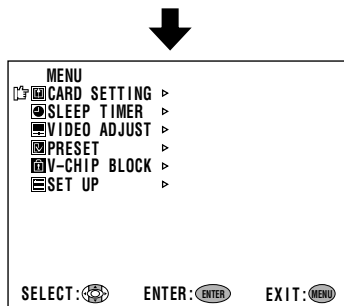 MENU
CARD SETTING
SLEEP TIMER
VIDEO ADJUST
PRESET
V-CHIP BLOCK
SET UP
SELECT: ENTER: ENTER EXIT: MENU